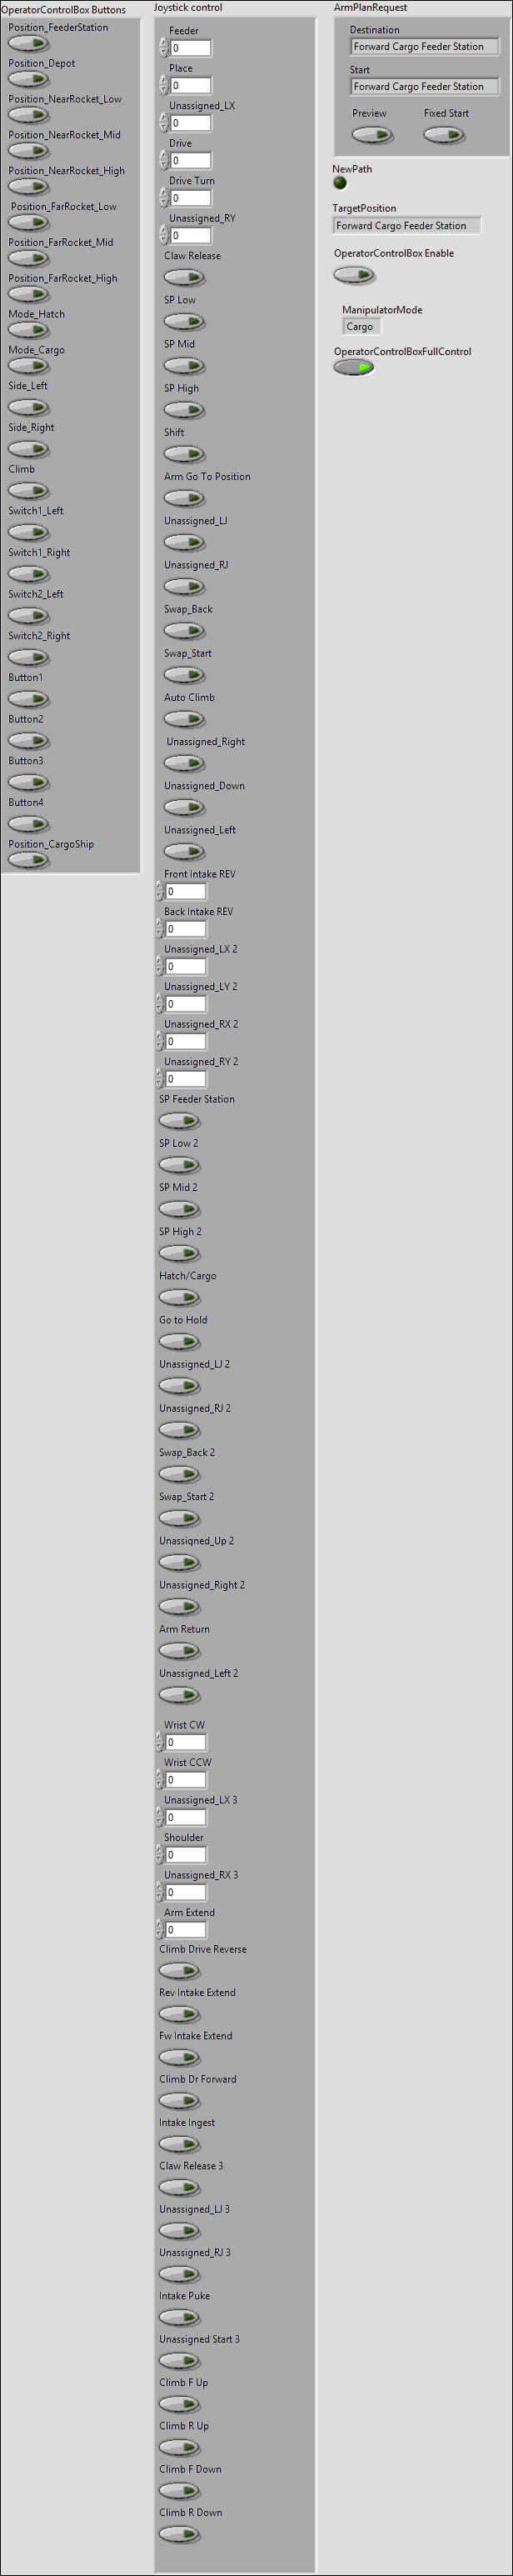 OperatorControlBox Buttons
Position_FeederStation
Position_Depot
Position_NearRocket_Low
Position_NearRocket_Mid
Position_NearRocket_High
Position_FarRocket_Low
Position_FarRocket_Mid
Position_FarRocket_High
Mode_Hatch
Mode_Cargo
Side_Left
Side_Right
Climb
Switch1_Left
Switch1_Right
Switch2_Left
Switch2_Right
Button1
Button2
Button3
Button4
Position_CargoShip
Joystick control
Feeder
0
Place
0
Unassigned_LX
0
Drive
0
Drive Turn
0
Unassigned_RY
0
Claw Release
SP Low
SP Mid
SP High
Shift
Arm Go To Position
Unassigned_LJ
Unassigned_RJ
Swap_Back
Swap_Start
Auto Climb
Unassigned_Right
Unassigned_Down
Unassigned_Left
Front Intake REV
0
Back Intake REV
0
Unassigned_LX 2
0
Unassigned_LY 2
0
Unassigned_RX 2
0
Unassigned_RY 2
0
SP Feeder Station
SP Low 2
SP Mid 2
SP High 2
Hatch/Cargo
Go to Hold
Unassigned_LJ 2
Unassigned_RJ 2
Swap_Back 2
Swap_Start 2
Unassigned_Up 2
Unassigned_Right 2
Arm Return
Unassigned_Left 2
Wrist CW
0
Wrist CCW
0
Unassigned_LX 3
0
Shoulder
0
Unassigned_RX 3
0
Arm Extend
0
Climb Drive Reverse
Rev Intake Extend
Fw Intake Extend
Climb Dr Forward
Intake Ingest
Claw Release 3
Unassigned_LJ 3
Unassigned_RJ 3
Intake Puke
Unassigned Start 3
Climb F Up
Climb R Up
Climb F Down
Climb R Down
ArmPlanRequest
Destination
Forward Cargo Feeder Station
Start
Forward Cargo Feeder Station
Preview Fixed Start
NewPath
TargetPosition
Forward Cargo Feeder Station
OperatorControlBox Enable
ManipulatorMode
Cargo
OperatorControlBoxFullControl